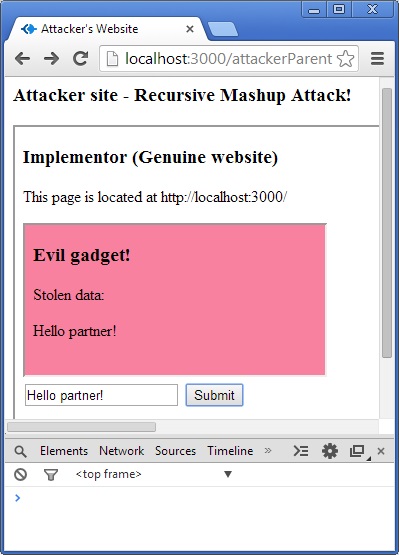 Attacker's Website
localhost:3000/attackerParent
Attacker site - Recursive Mashup Attack!
Implementor (Genuine website)
This page is located at http://localhost:3000/
Evil gadget!
Stolen data:
Hello partner!
Hello partner! Submit
Elements Network Sources Timeline »
<top frame>